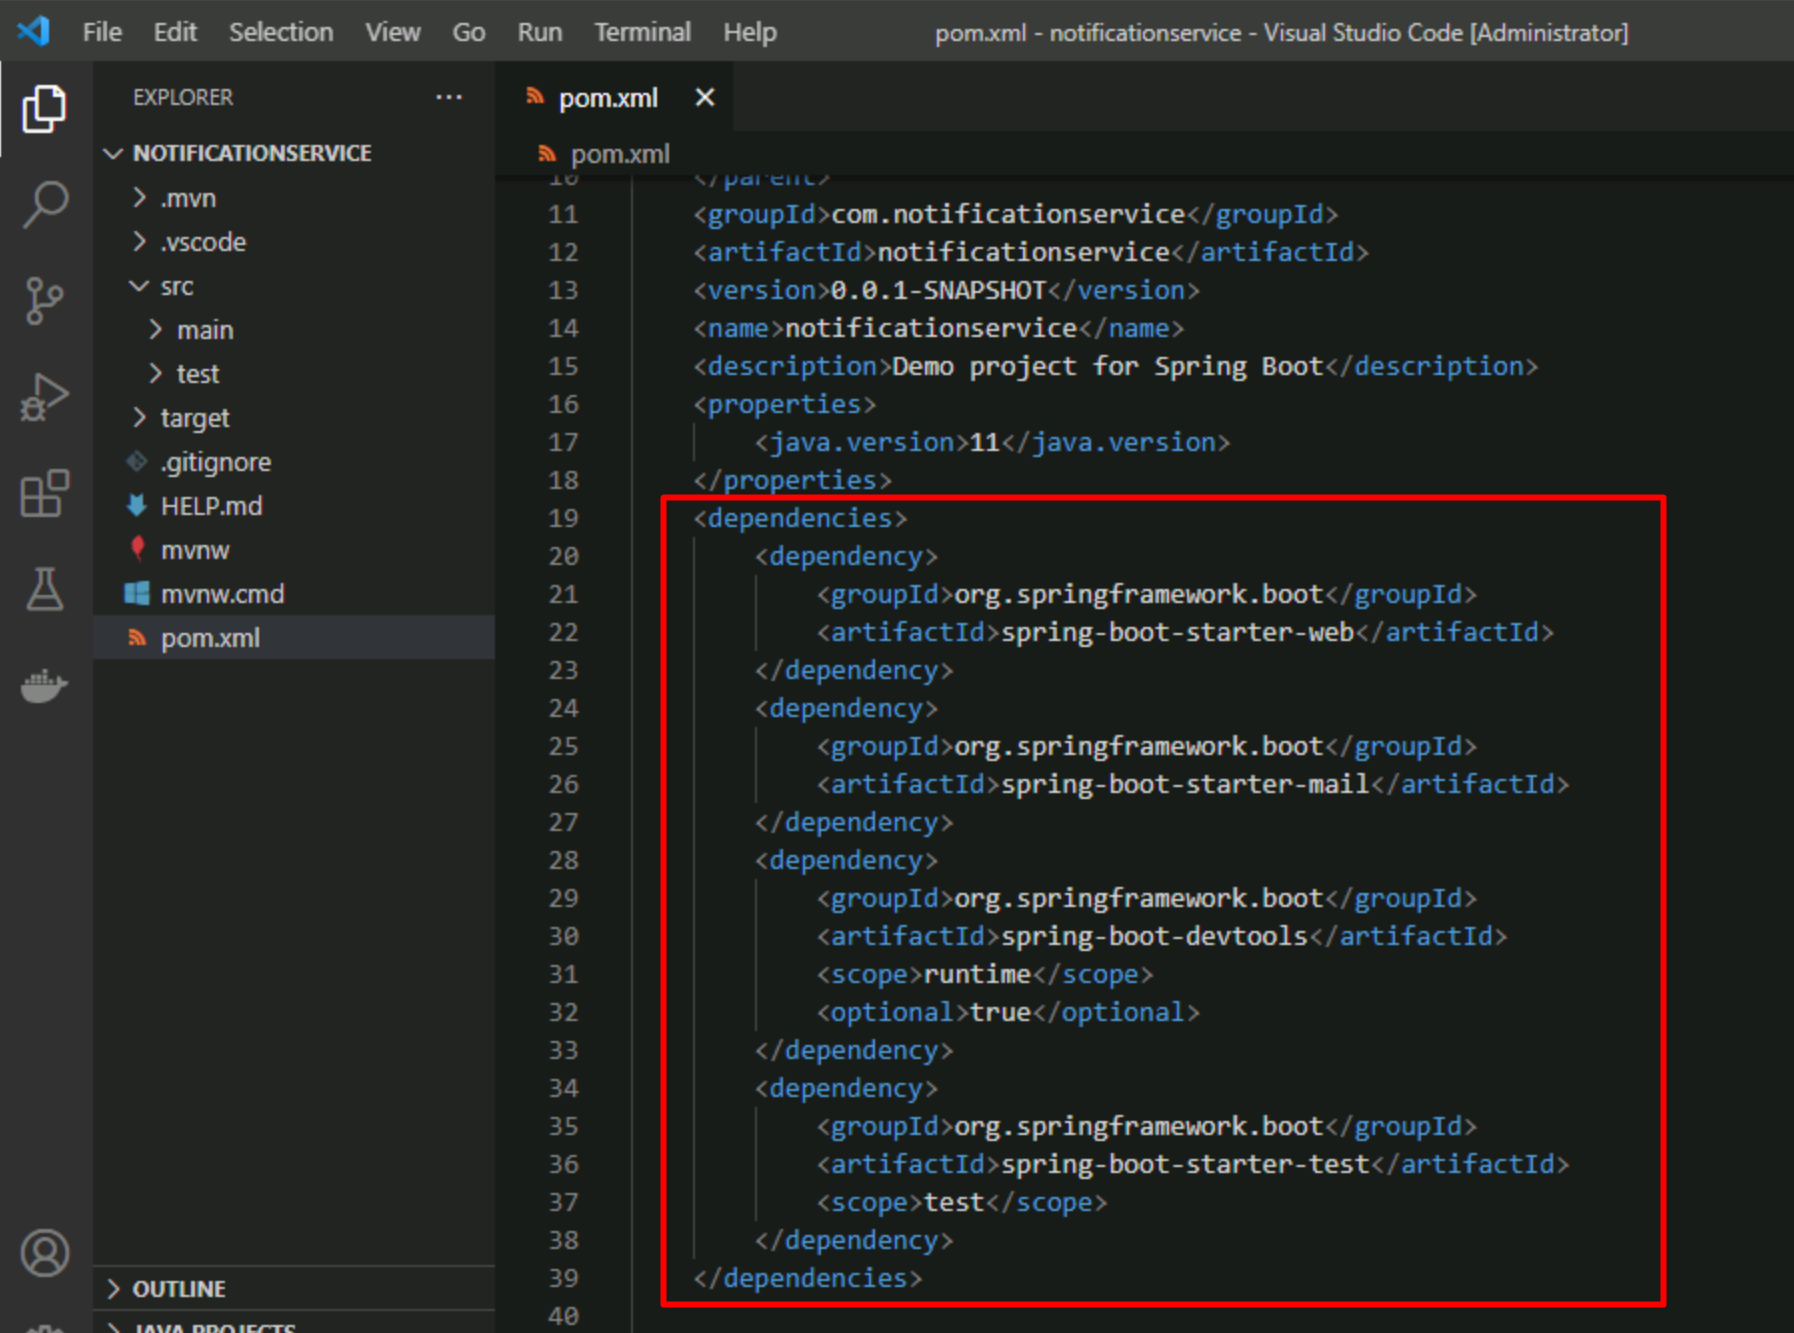 File Edit Selection View Go Run Terminal Help pom.xml - notificationservice - Visual Studio Code [Administrator]
EXPLORER ...
NOTIFICATIONSERVICE
.mvn
.vscode
src
main
test
target
.gitignore
HELP.md
mvnw
mvnw.cmd
pom.xml
OUTLINE
JAVA PROJECTS
pom.xml
pom.xml
10 </parent>
11 <groupId>com.notificationservice</groupId>
12 <artifactId>notificationservice</artifactId>
13 <version>0.0.1-SNAPSHOT</version>
14 <name>notificationservice</name>
15 <description>Demo project for Spring Boot</description>
16 <properties>
17 <java.version>11</java.version>
18 </properties>
19 <dependencies>
20 <dependency>
21 <groupId>org.springframework.boot</groupId>
22 <artifactId>spring-boot-starter-web</artifactId>
23 </dependency>
24 <dependency>
25 <groupId>org.springframework.boot</groupId>
26 <artifactId>spring-boot-starter-mail</artifactId>
27 </dependency>
28 <dependency>
29 <groupId>org.springframework.boot</groupId>
30 <artifactId>spring-boot-devtools</artifactId>
31 <scope>runtime</scope>
32 <optional>true</optional>
33 </dependency>
34 <dependency>
35 <groupId>org.springframework.boot</groupId>
36 <artifactId>spring-boot-starter-test</artifactId>
37 <scope>test</scope>
38 </dependency>
39 </dependencies>
40